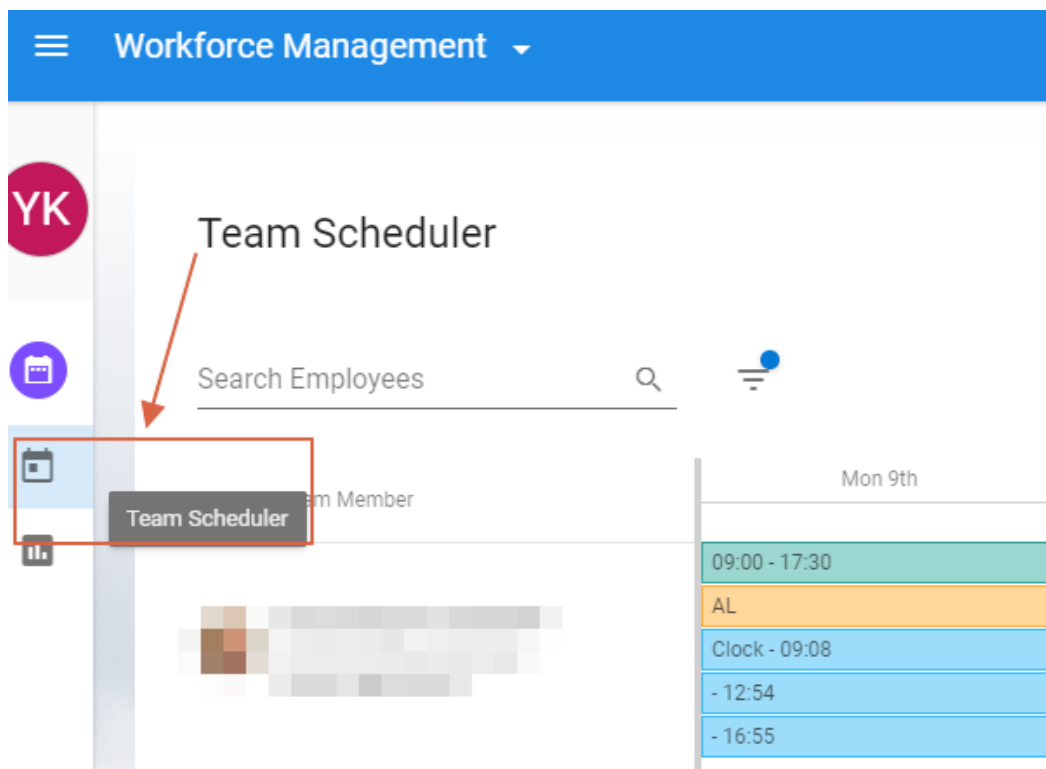 Workforce Management
YK
Team Scheduler
Search Employees
Mon 9th
am Member
Team Scheduler
09:00 - 17:30
AL
Clock - 09:08
- 12:54
- 16:55